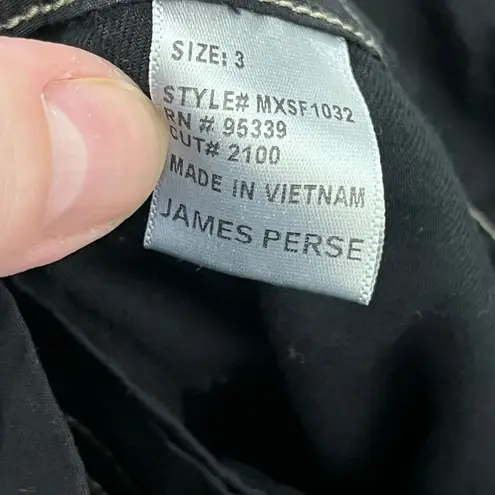 SIZE: 3
STYLE# MXSF1032
RN # 95339
CUT# 2100
MADE IN VIETNAM
JAMES PERSE